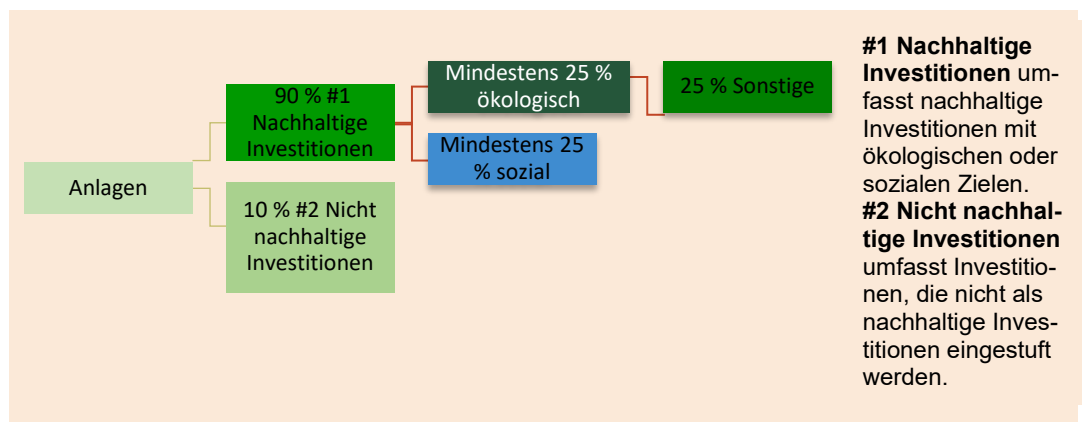 Anlagen
90 % #1
Nachhaltige
Investitionen
10 % #2 Nicht
nachhaltige
Investitionen
Mindestens 25 %
ökologisch
Mindestens 25
% sozial
25 % Sonstige
#1 Nachhaltige
Investitionen um-
fasst nachhaltige
Investitionen mit
ökologischen oder
sozialen Zielen.
#2 Nicht nachhal-
tige Investitionen
umfasst Investitio-
nen, die nicht als
nachhaltige Inves-
titionen eingestuft
werden.